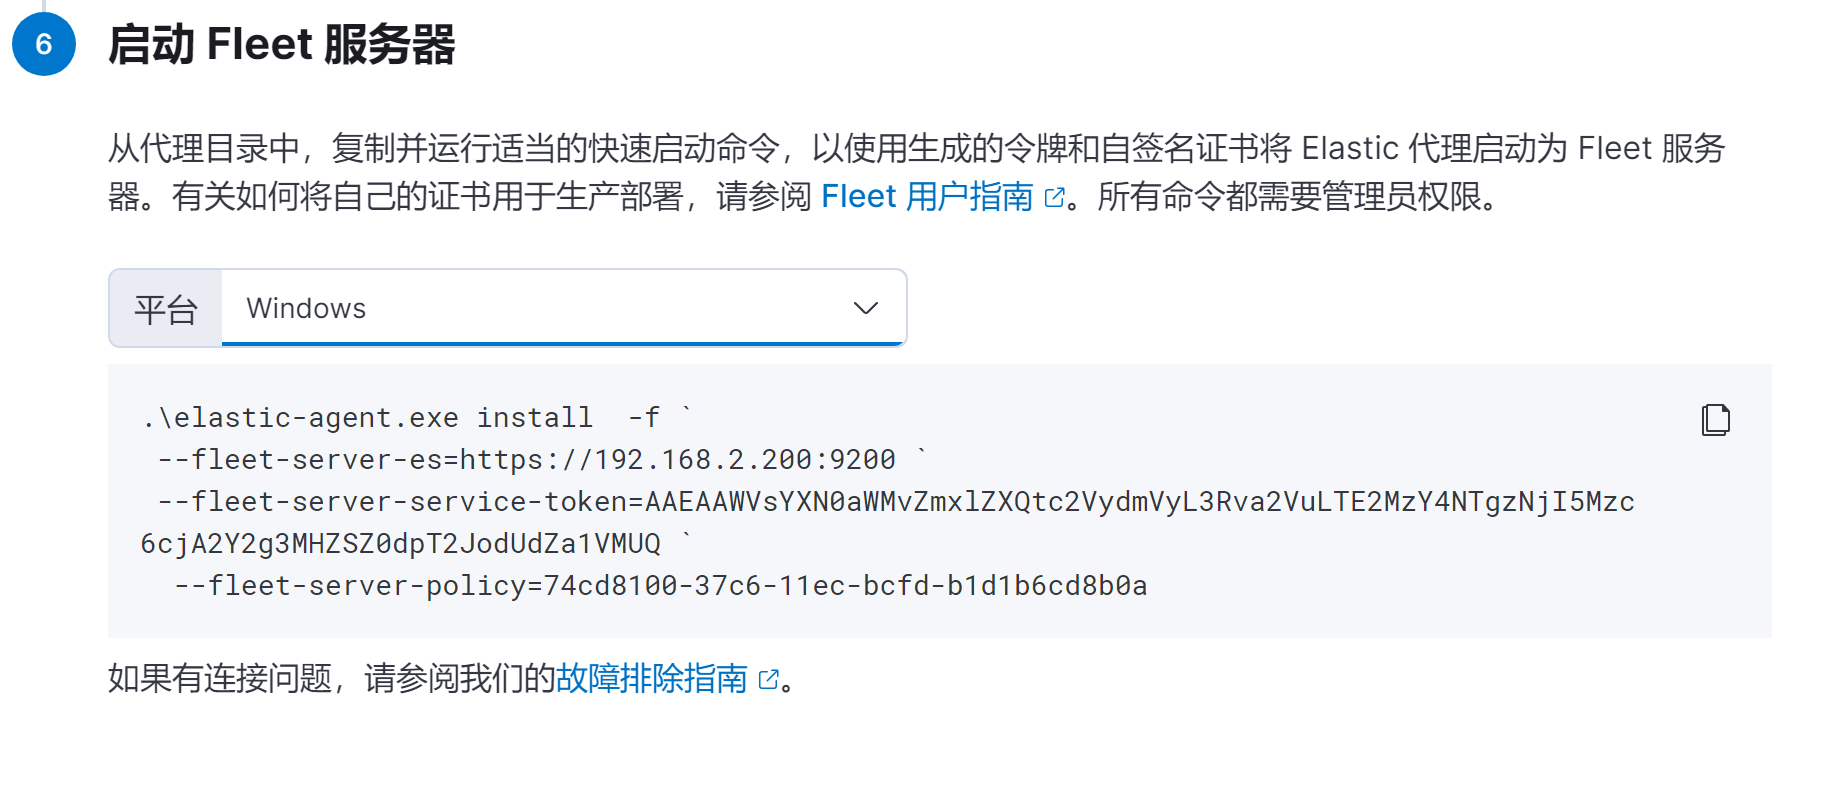 6
启动 Fleet 服务器
从代理目录中，复制并运行适当的快速启动命令，以使用生成的令牌和自签名证书将 Elastic 代理启动为 Fleet 服务
器。有关如何将自己的证书用于生产部署，请参阅 Fleet 用户指南。所有命令都需要管理员权限。
平台 Windows
.\elastic-agent.exe install  -f `
--fleet-server-es=https://192.168.2.200:9200 `
--fleet-server-service-token=AAEAAWVsYXN0aWMvZmxlZXQtc2VydmVyL3Rva2VuLTE2MzY4NTgzNjI5Mzc
6cjA2Y2g3MHZSZ0dpT2JodUdZa1VMUQ `
--fleet-server-policy=74cd8100-37c6-11ec-bcfd-b1d1b6cd8b0a
如果有连接问题，请参阅我们的故障排除指南。